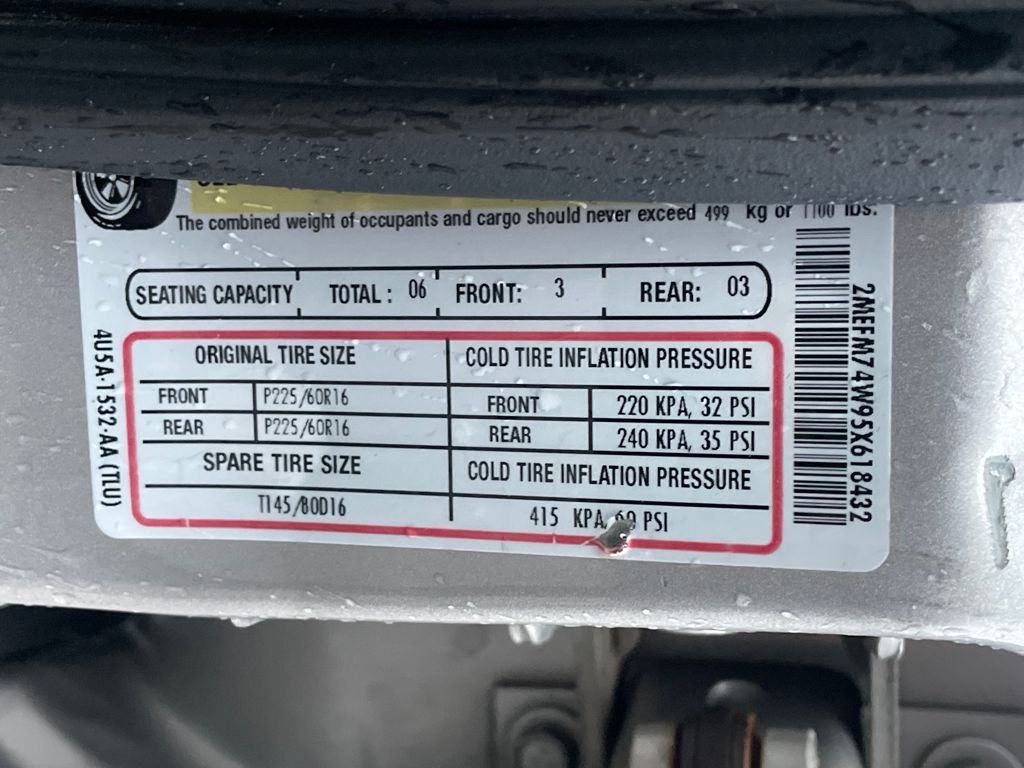 The combined weight of occupants and cargo should never exceed 499 kg or 1100 lbs.
SEATING CAPACITY TOTAL : 06 FRONT: 3 REAR: 03
ORIGINAL TIRE SIZE COLD TIRE INFLATION PRESSURE
FRONT P225/60R16 FRONT 220 KPA, 32 PSI
REAR P225/60R16 REAR 240 KPA, 35 PSI
SPARE TIRE SIZE COLD TIRE INFLATION PRESSURE
T145/80D16 415 KPA, 60 PSI
4U5A-1532-AA (TLU)
2MEFM74W95X618432